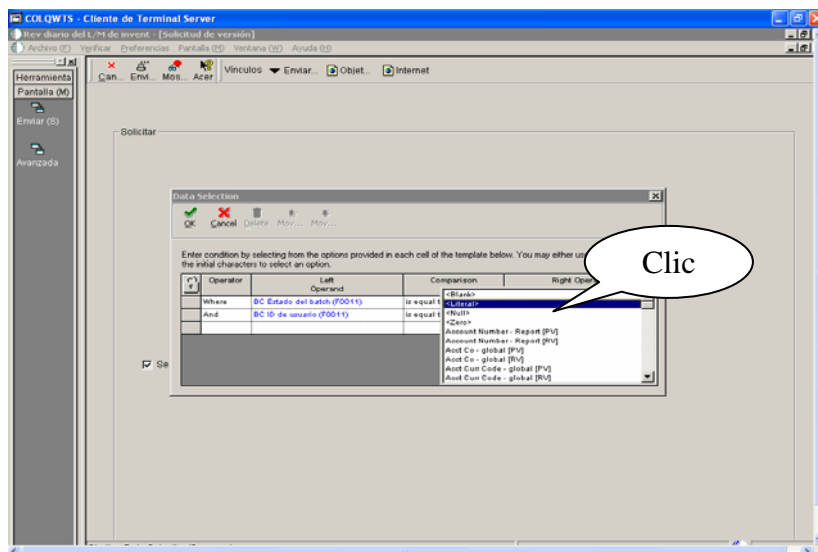 COLQWTS - Cliente de Terminal Server
Rev diario del L/M de invent - [Solicitud de versión]
Archivo (F) Verificar Preferencias Pantalla (M) Ventana (W) Ayuda (H)
Herramienta
Pantalla (M)
Enviar (S)
Avanzada
Can... Envi... Mos... Acer Vínculos Enviar... Objet... Internet
Solicitar
Data Selection
OK Cancel Delete Mov... Mov...
Enter condition by selecting from the options provided in each cell of the template below. You may either us
the initial characters to select an option.
Operator Left Operand Comparison Right Oper
Where BC Estado del batch (F0011) is equal t
And BC ID de usuario (F0011) is equal t
<Blank>
<Literal>
<Null>
<Zero>
Account Number - Report [PV]
Account Number - Report [RV]
Acct Co - global [PV]
Acct Co - global [RV]
Acct Curr Code - global [PV]
Acct Curr Code - global [RV]
Clic
Se